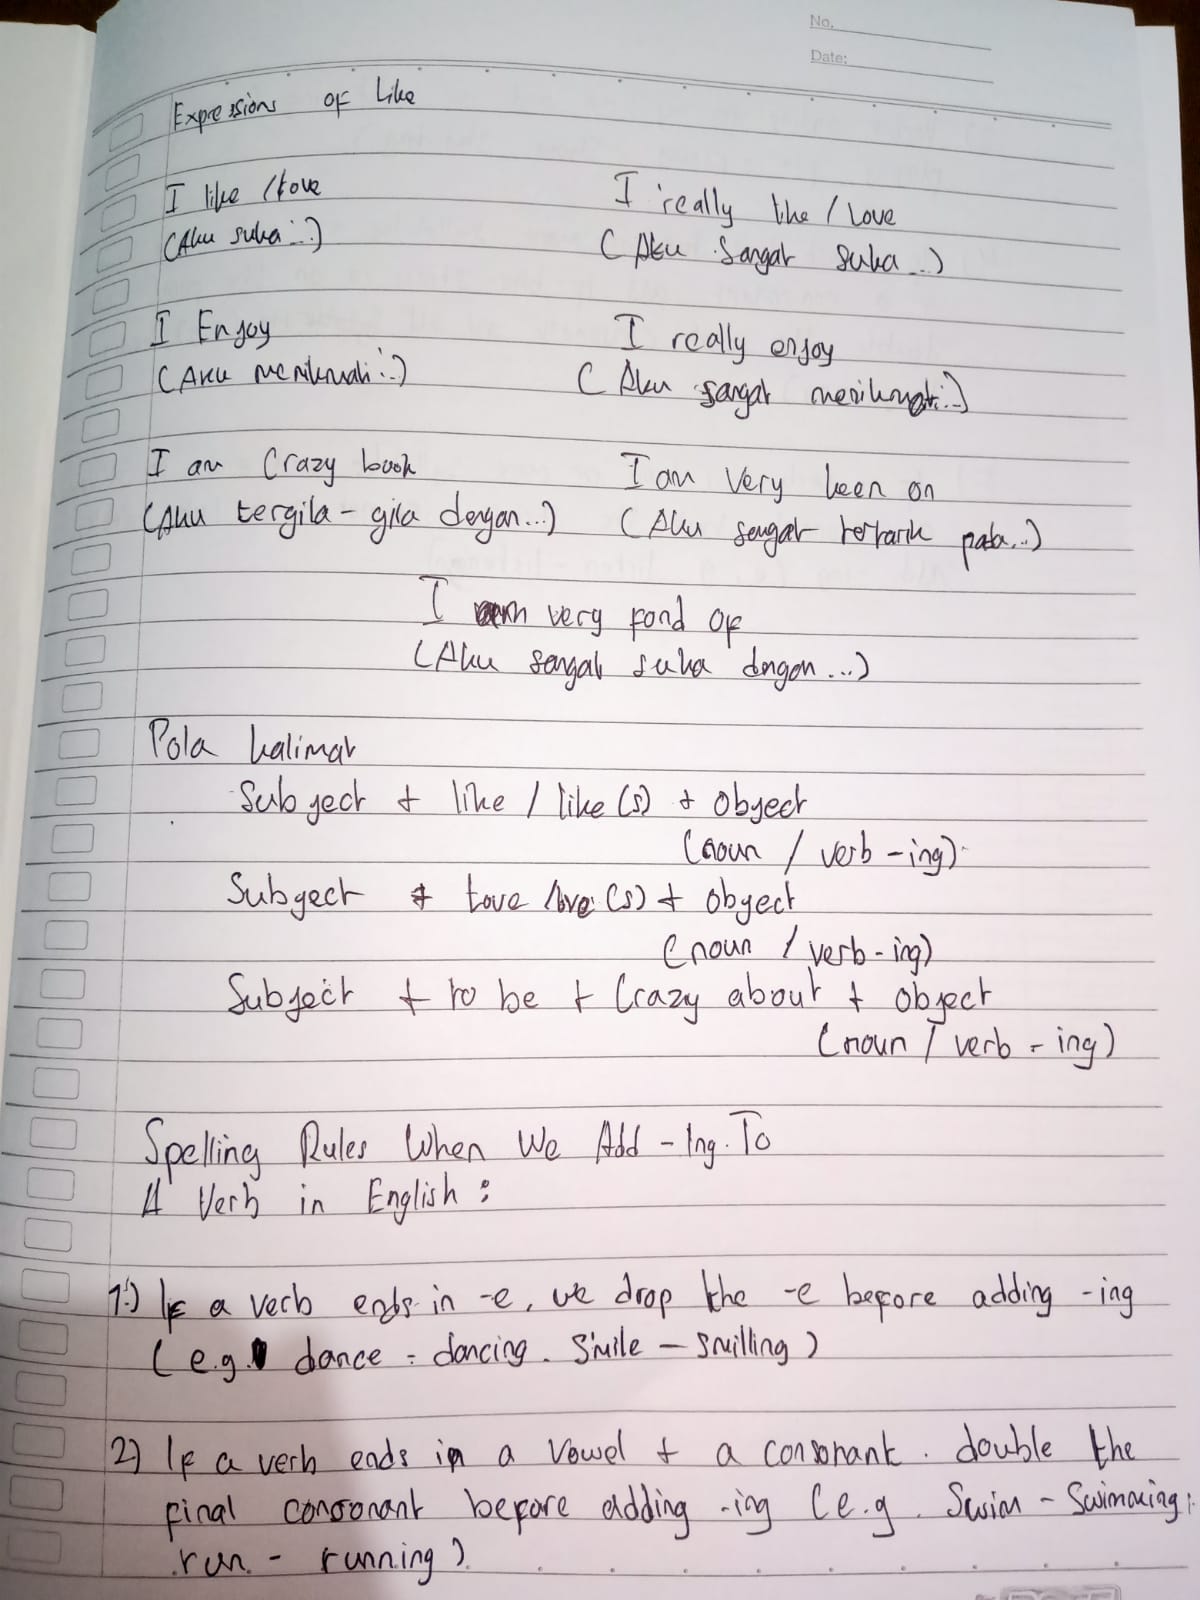 No.
Date:
Expressions of Like
I like / Love
I really like / Love
(Aku suka...)
(Aku Sangat Suka...)
I Enjoy
I really enjoy
(Aku menikmati...)
(Aku sangat menikmati...)
I am Crazy book
I am Very keen on
(Aku tergila - gila dengan...)
(Aku sangat tertarik pada...)
I am very fond of
(Aku sangat suka dengan...)
Pola kalimat
Subject + like / like (s) + Object
(noun / verb - ing)
Subject + Love / love (s) + object
(noun / verb - ing)
Subject + to be + Crazy about + object
(noun / verb - ing)
Spelling Rules When We Add - Ing. To
A Verb in English :
1.) If a verb ends in -e, we drop the -e before adding -ing
(e.g. dance - dancing. Smile - smilling)
2) If a verb ends in a Vowel + a consonant. double the
final consonant before adding -ing (e.g. Swim - Swimming;
run - running)